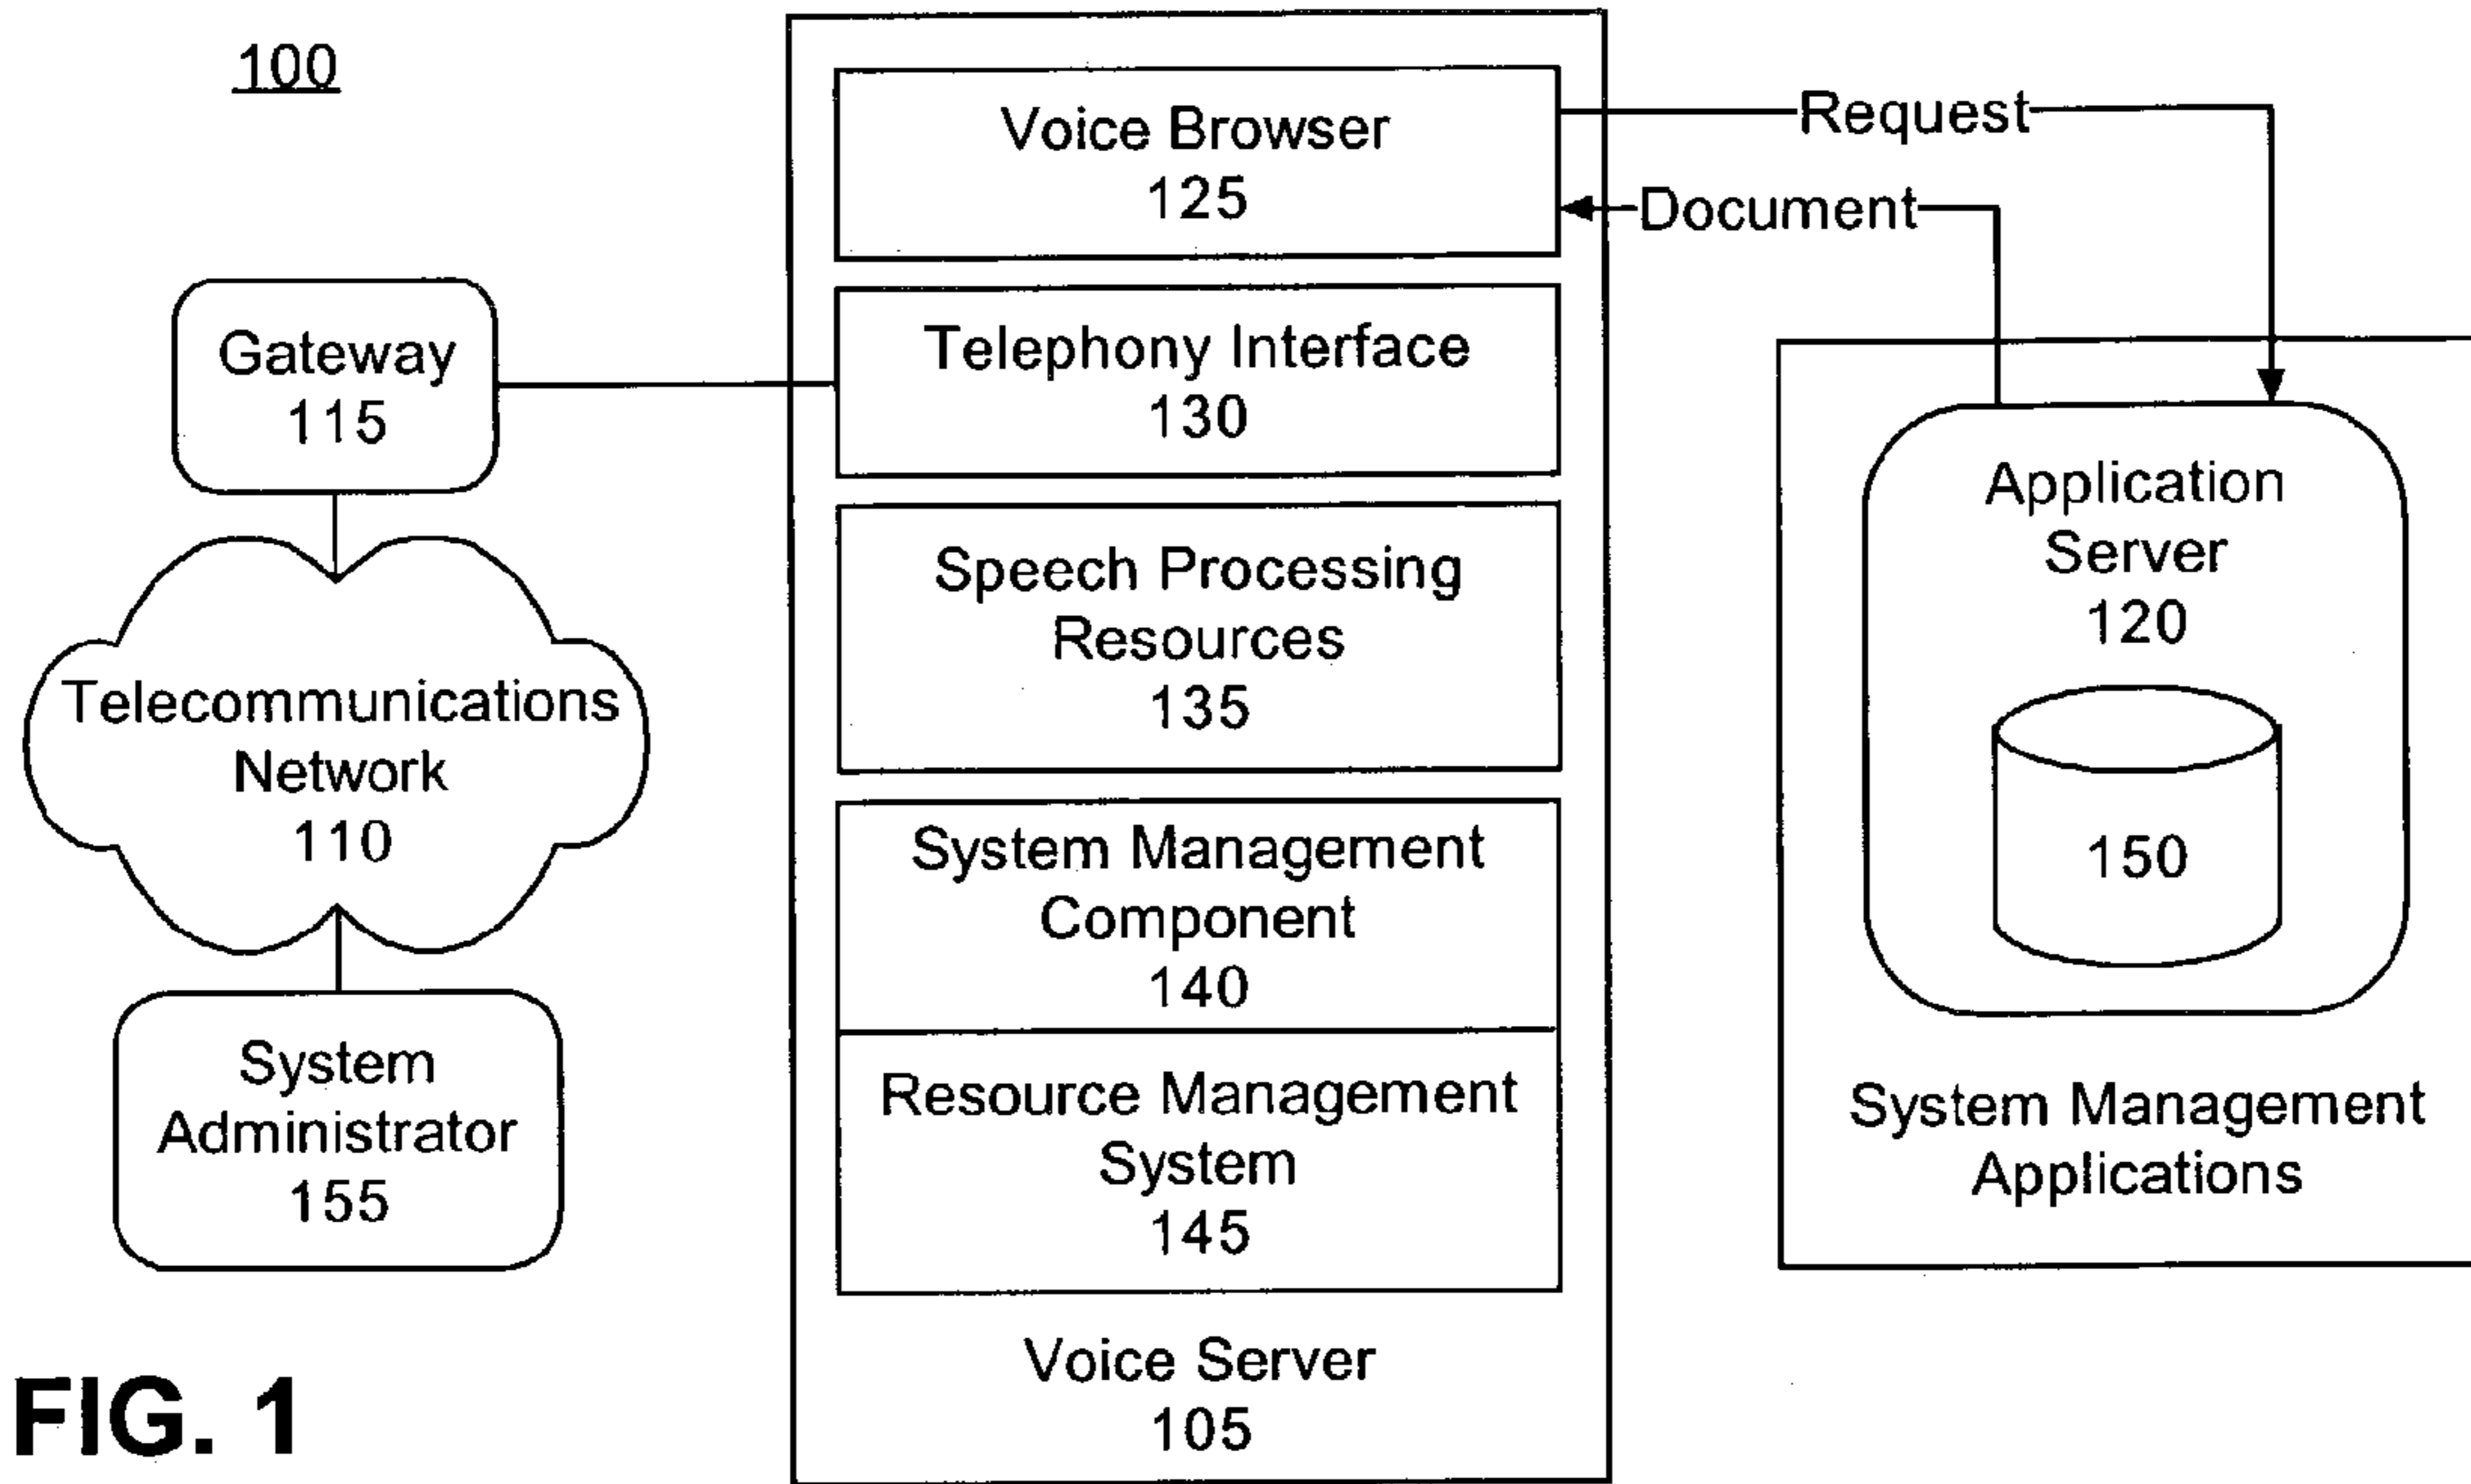 100
Voice Browser
125
Request
Document
Gateway
115
Telephony Interface
130
Telecommunications
Network
110
Speech Processing
Resources
135
Application
Server
120
150
System Management
Component
140
System
Administrator
155
Resource Management
System
145
System Management
Applications
Voice Server
105
FIG. 1